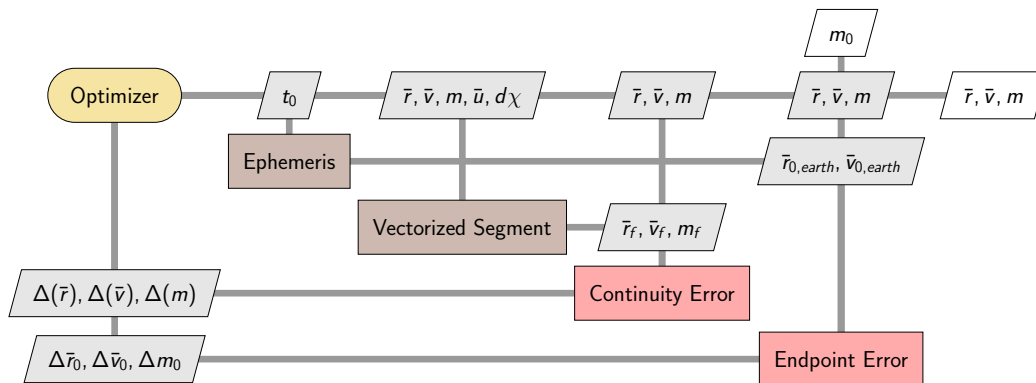 m₀
Optimizer
t₀
r̄, v̄, m, ū, dχ
r̄, v̄, m
r̄, v̄, m
r̄, v̄, m
Ephemeris
r̄₀,earth, v̄₀,earth
Vectorized Segment
r̄f, v̄f, mf
Δ(r̄), Δ(v̄), Δ(m)
Continuity Error
Δr̄₀, Δv̄₀, Δm₀
Endpoint Error